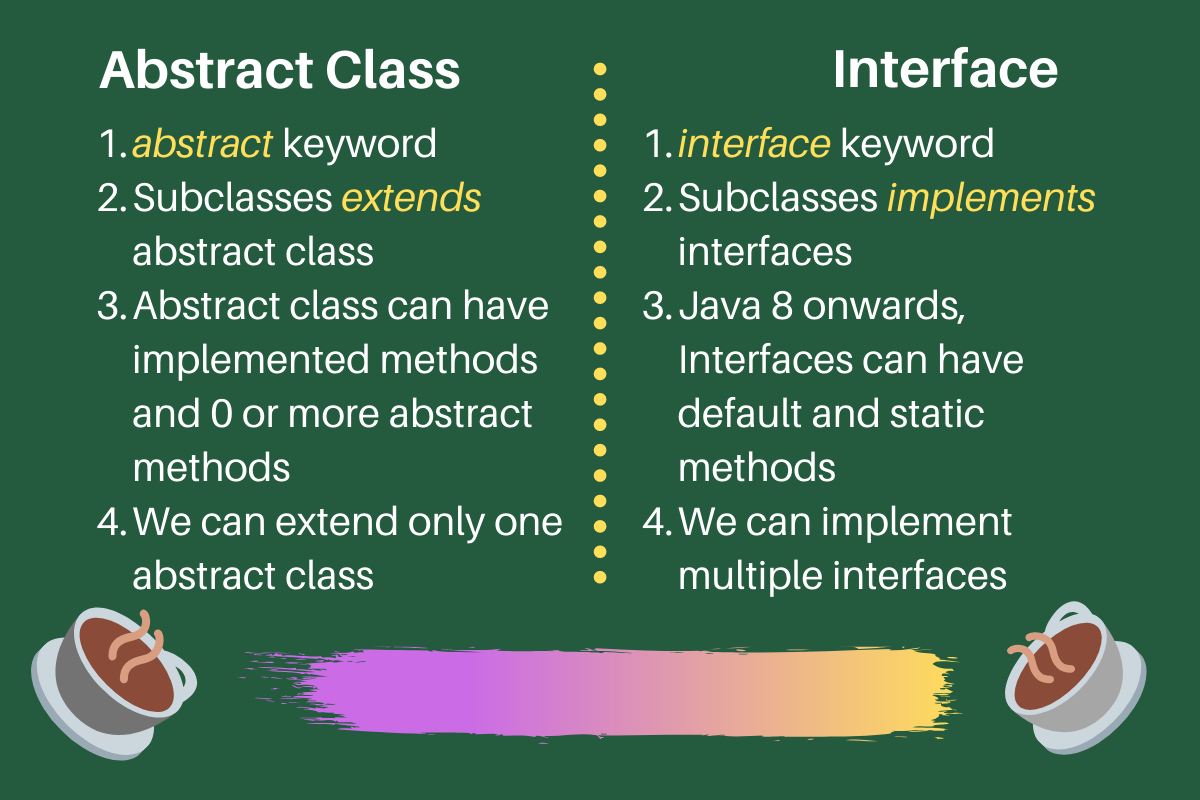 Abstract Class
1. abstract keyword
2. Subclasses extends
abstract class
3. Abstract class can have
implemented methods
and 0 or more abstract
methods
4. We can extend only one
abstract class
Interface
1. interface keyword
2. Subclasses implements
interfaces
3. Java 8 onwards,
Interfaces can have
default and static
methods
4. We can implement
multiple interfaces